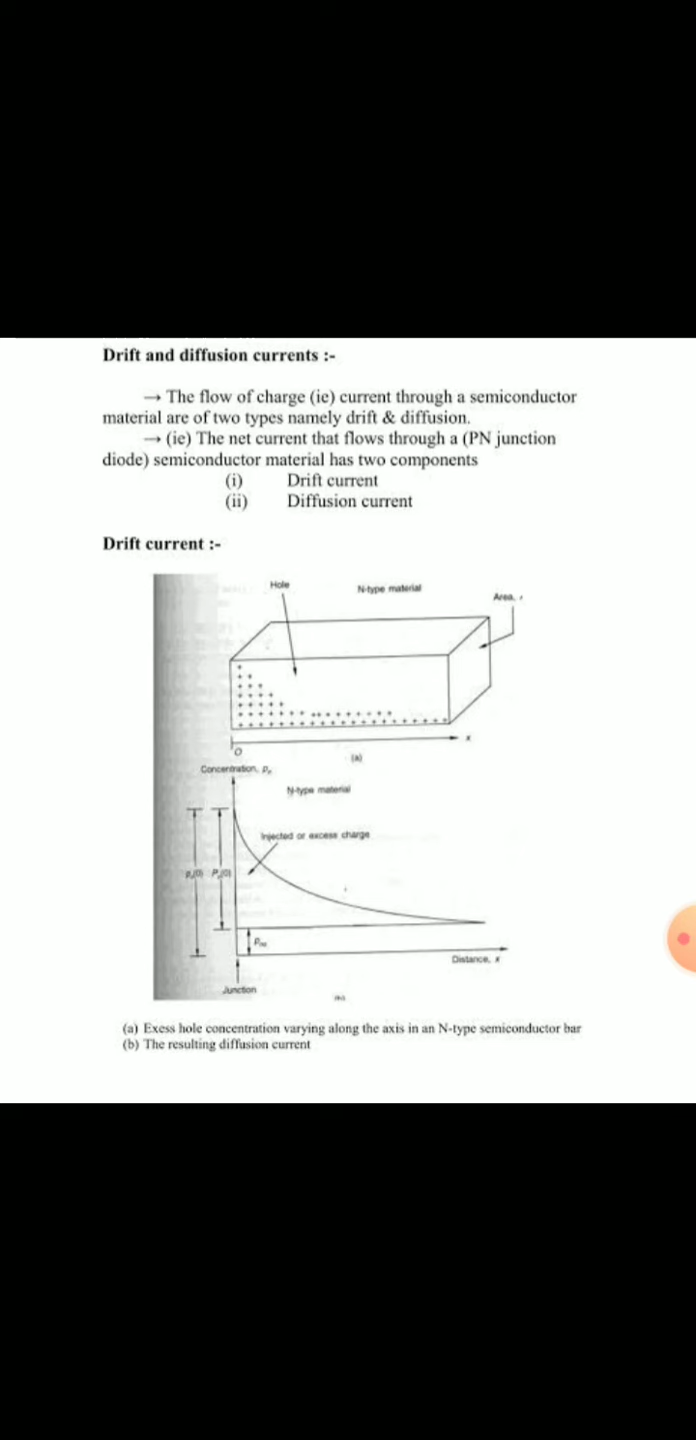 Drift and diffusion currents :-
→ The flow of charge (ie) current through a semiconductor
material are of two types namely drift & diffusion.
→ (ie) The net current that flows through a (PN junction
diode) semiconductor material has two components
(i) Drift current
(ii) Diffusion current
Drift current :-
Hole
N-type material
Area,
O
x
(a)
Concentration, Pn
N-type material
Injected or excess charge
Distance, x
Junction
(a) Exess hole concentration varying along the axis in an N-type semiconductor bar
(b) The resulting diffusion current